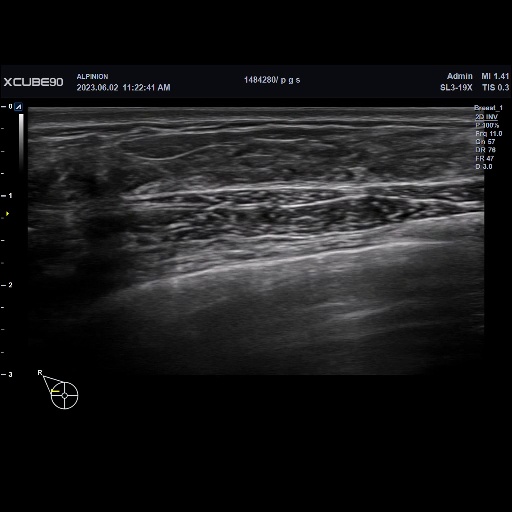 XCUBE90
ALPINION
2023.06.02 11:22:41 AM
1484280/ p g s
Admin MI 1.41
SL3-19X TIS 0.3
Breast_1
2D INV
P 100%
Frq 11.0
Gn 57
DR 76
FR 47
D 3.0
0
1
2
3
R